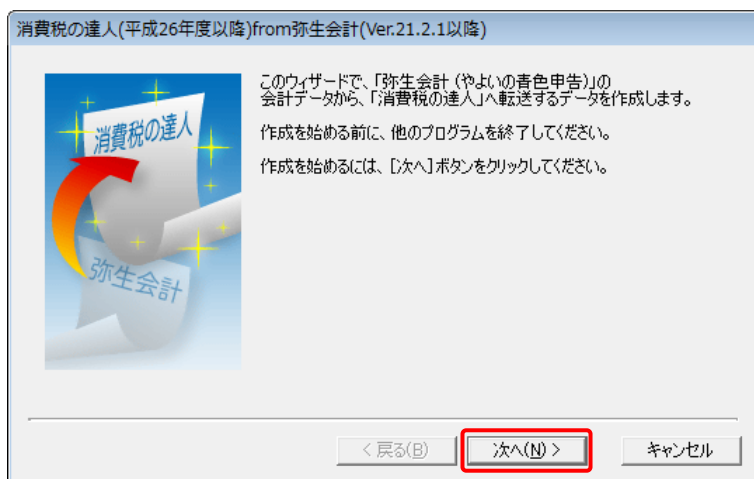 消費税の達人(平成26年度以降)from弥生会計(Ver.21.2.1以降)
消費税の達人
弥生会計
このウィザードで、「弥生会計 (やよいの青色申告)」の
会計データから、「消費税の達人」へ転送するデータを作成します。
作成を始める前に、他のプログラムを終了してください。
作成を始めるには、[次へ]ボタンをクリックしてください。
< 戻る(B)
次へ(N) >
キャンセル